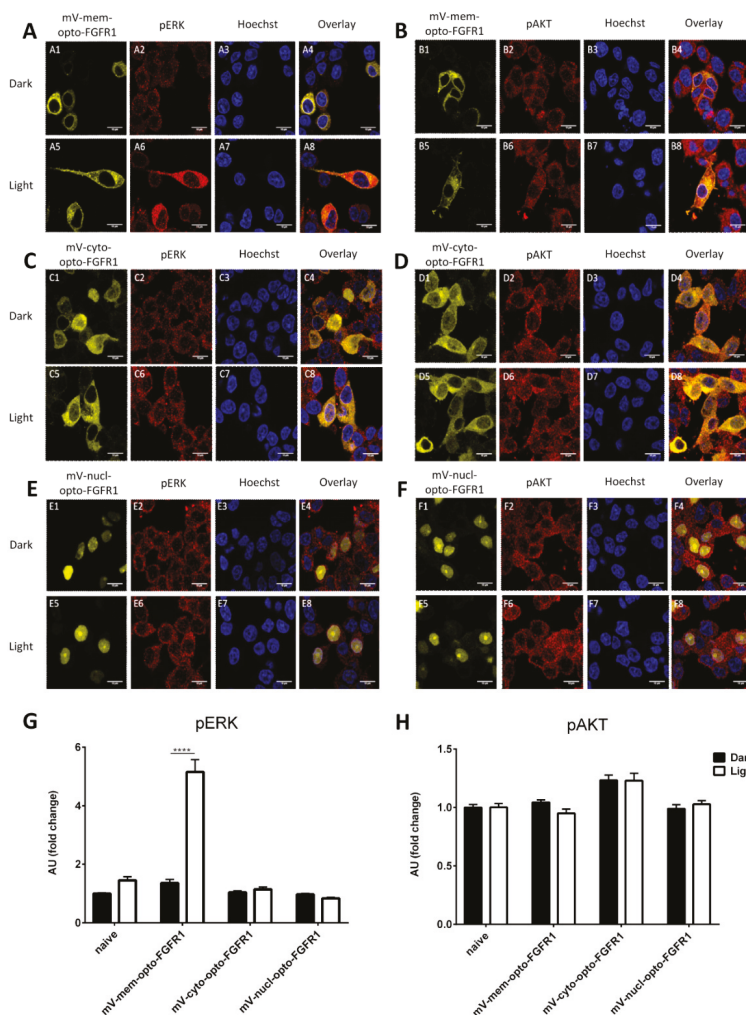 A
mV-mem-
opto-FGFR1
pERK
Hoechst
Overlay
Dark
A1
A2
A3
A4
Light
A5
A6
A7
A8
B
mV-mem-
opto-FGFR1
pAKT
Hoechst
Overlay
B1
B2
B3
B4
B5
B6
B7
B8
C
mV-cyto-
opto-FGFR1
pERK
Hoechst
Overlay
Dark
C1
C2
C3
C4
Light
C5
C6
C7
C8
D
mV-cyto-
opto-FGFR1
pAKT
Hoechst
Overlay
D1
D2
D3
D4
D5
D6
D7
D8
E
mV-nucl-
opto-FGFR1
pERK
Hoechst
Overlay
Dark
E1
E2
E3
E4
Light
E5
E6
E7
E8
F
mV-nucl-
opto-FGFR1
pAKT
Hoechst
Overlay
F1
F2
F3
F4
F5
F6
F7
F8
G
pERK
AU (fold change)
6
4
2
0
****
naive
mV-mem-opto-FGFR1
mV-cyto-opto-FGFR1
mV-nucl-opto-FGFR1
H
pAKT
AU (fold change)
1.5
1.0
0.5
0.0
Dar
Lig
naive
mV-mem-opto-FGFR1
mV-cyto-opto-FGFR1
mV-nucl-opto-FGFR1